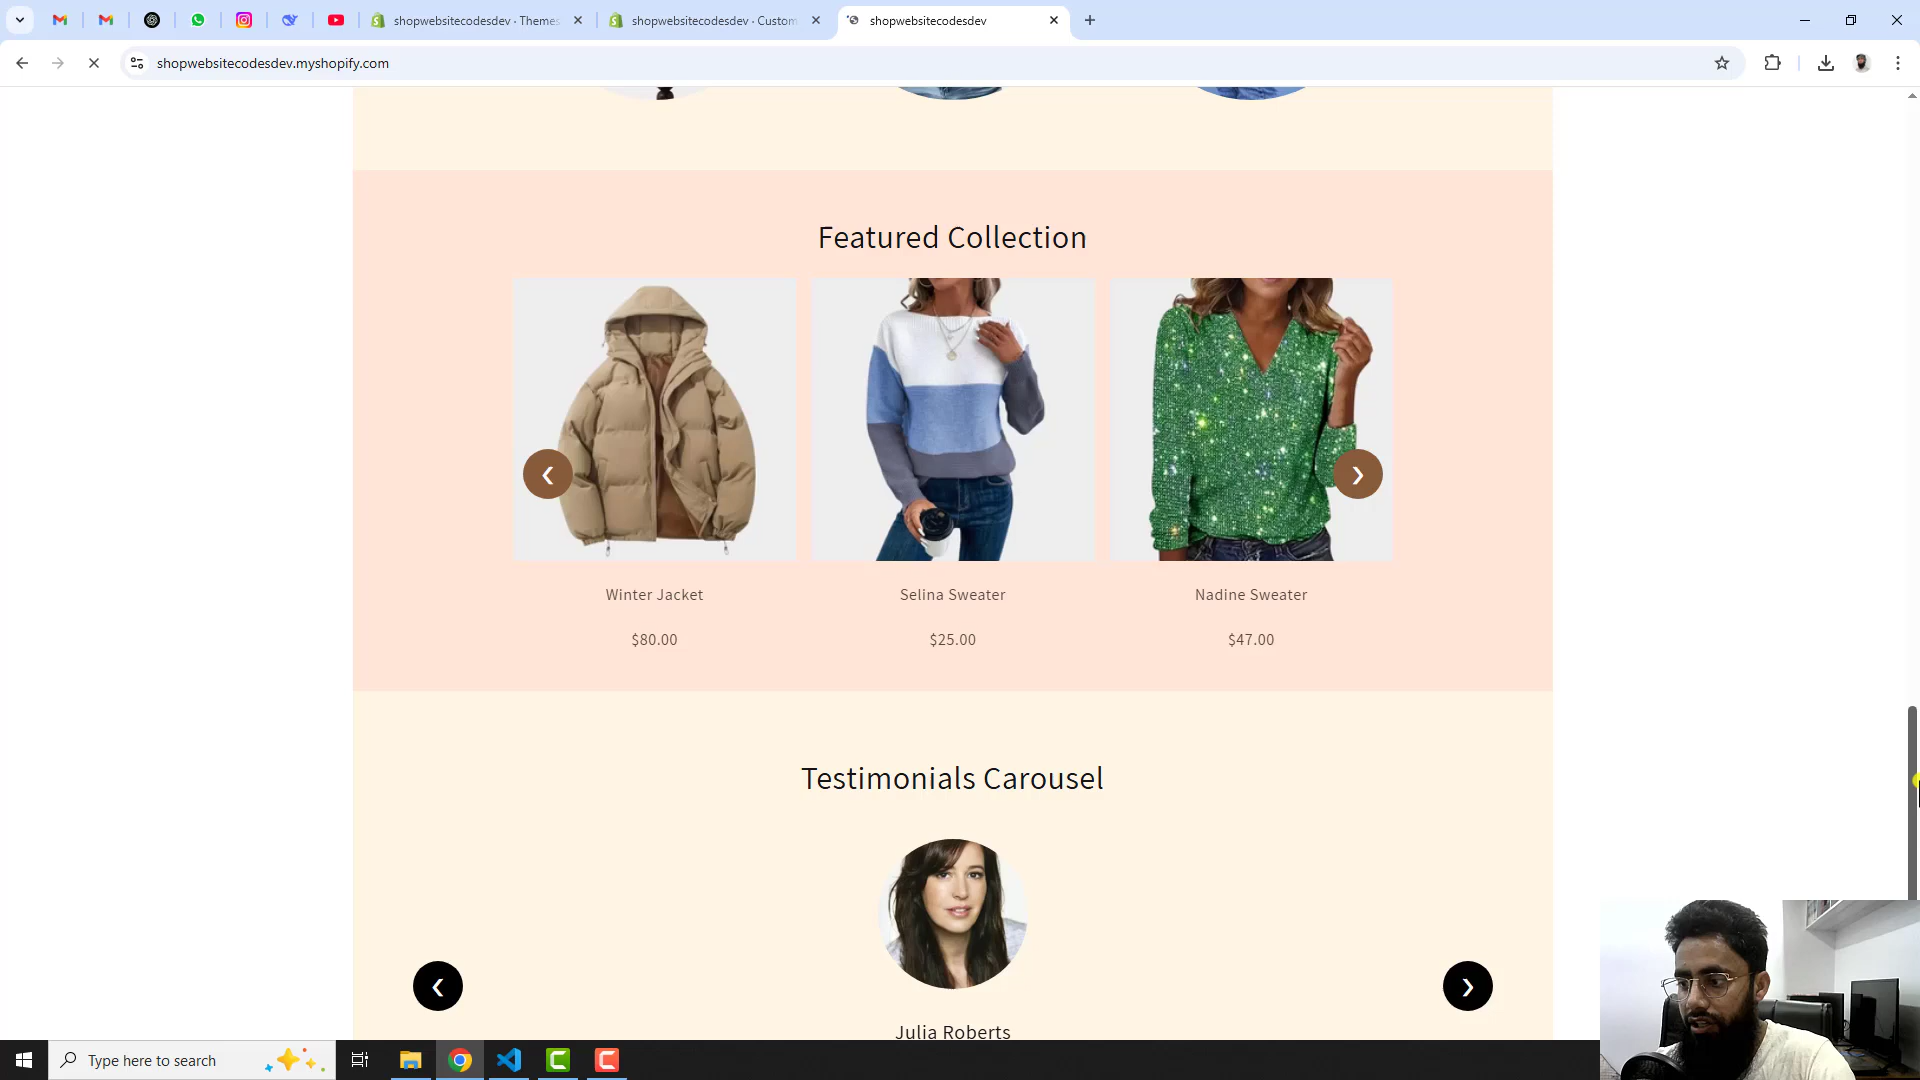 shopwebsitecodesdev · Themes
shopwebsitecodesdev · Custom
shopwebsitecodesdev
shopwebsitecodesdev.myshopify.com
Featured Collection
Winter Jacket
Selina Sweater
Nadine Sweater
$80.00
$25.00
$47.00
Testimonials Carousel
Julia Roberts
Type here to search